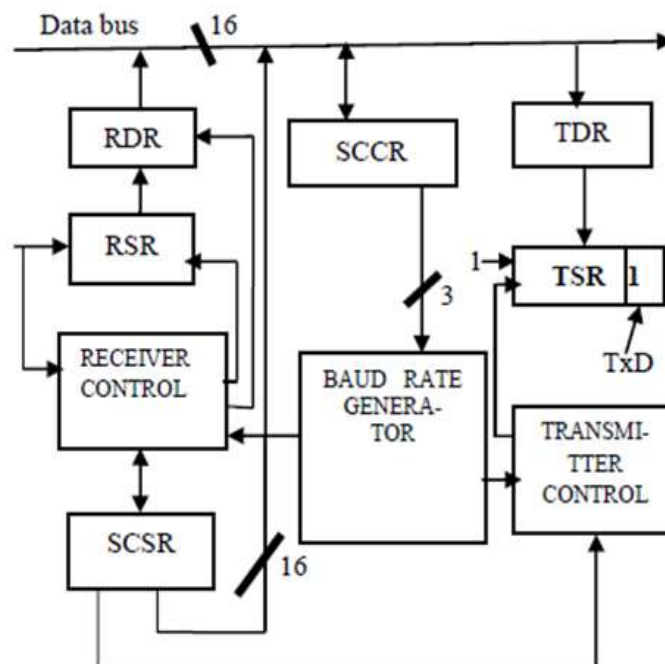 Data bus
16
RDR
SCCR
TDR
RSR
1
TSR 1
3
TxD
RECEIVER
CONTROL
BAUD RATE
GENERA-
TOR
TRANSMI-
TTER
CONTROL
SCSR
16